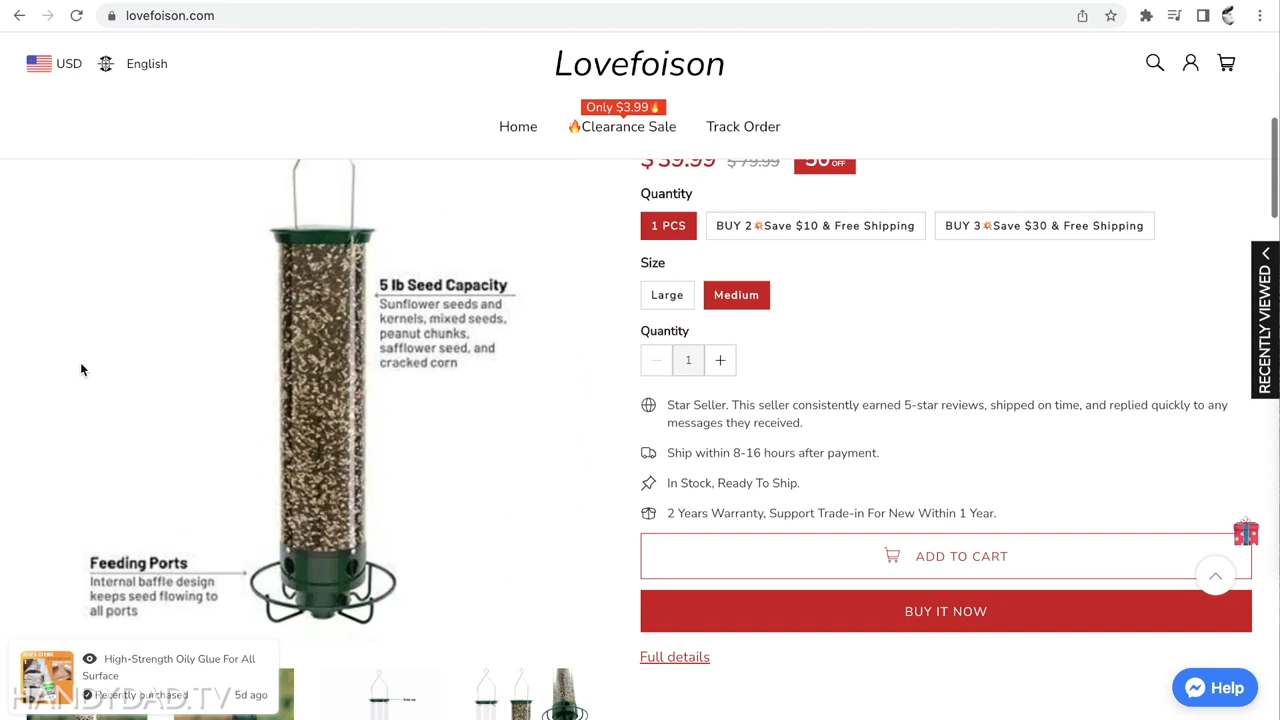 lovefoison.com
USD English
Lovefoison
Only $3.99🔥
Home 🔥Clearance Sale Track Order
$ 39.99 $ 79.99 50 OFF
Quantity
1 PCS BUY 2💥Save $10 & Free Shipping BUY 3💥Save $30 & Free Shipping
Size
Large Medium
Quantity
1
Star Seller. This seller consistently earned 5-star reviews, shipped on time, and replied quickly to any
messages they received.
Ship within 8-16 hours after payment.
In Stock, Ready To Ship.
2 Years Warranty, Support Trade-in For New Within 1 Year.
ADD TO CART
BUY IT NOW
Full details
5 lb Seed Capacity
Sunflower seeds and
kernels, mixed seeds,
peanut chunks,
safflower seed, and
cracked corn
Feeding Ports
Internal baffle design
keeps seed flowing to
all ports
High-Strength Oily Glue For All
Surface
Recently purchased 5d ago
HANDYDAD.TV
RECENTLY VIEWED
Help